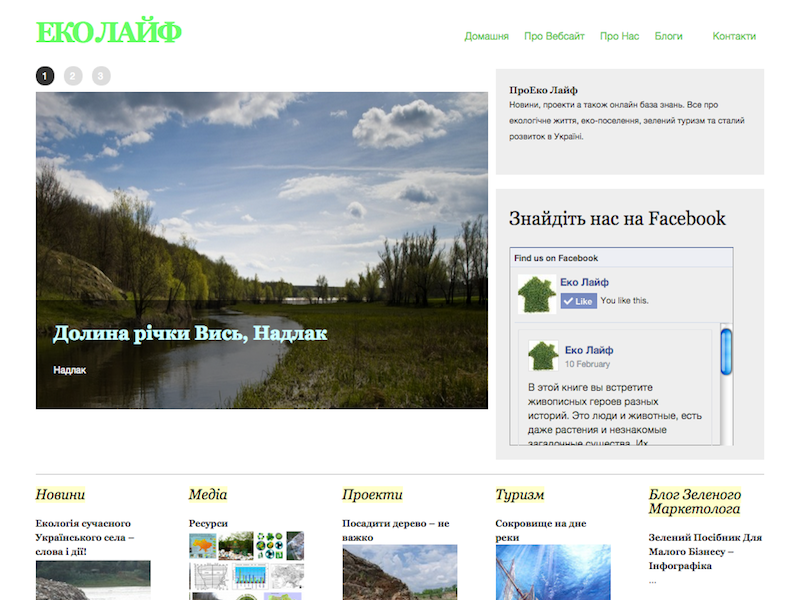 ЕКО ЛАЙФ
Домашня Про Вебсайт Про Нас Блоги Контакти
1 2 3
Долина річки Вись, Надлак
Надлак
ПроЕко Лайф
Новини, проекти а також онлайн база знань. Все про
екологічне життя, еко-поселення, зелений туризм та сталий
розвиток в Україні.
Знайдіть нас на Facebook
Find us on Facebook
Еко Лайф
Like You like this.
Еко Лайф
10 February
В этой книге вы встретите
живописных героев разных
историй. Это люди и животные, есть
даже растения и незнакомые
загадочные существа. Их
Новини
Екологія сучасного
Українського села –
слова і дії!
Медіа
Ресурси
Проекти
Посадити дерево – не
важко
Туризм
Сокровище на дне
реки
Блог Зеленого
Маркетолога
Зелений Посібник Для
Малого Бізнесу –
Інфографіка
...